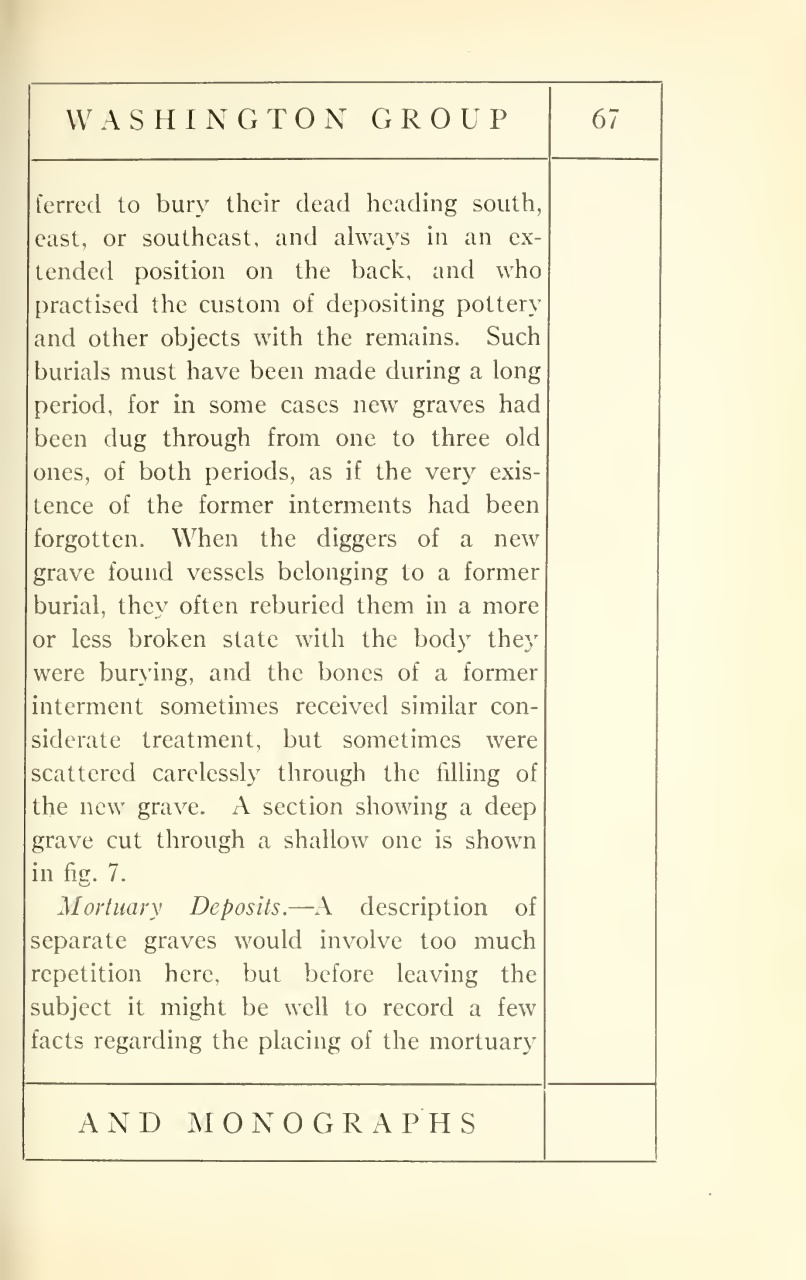 WASHINGTON GROUP 67
ferred to bury their dead heading south,
east, or southeast, and always in an ex-
tended position on the back, and who
practised the custom of depositing pottery
and other objects with the remains. Such
burials must have been made during a long
period, for in some cases new graves had
been dug through from one to three old
ones, of both periods, as if the very exis-
tence of the former interments had been
forgotten. When the diggers of a new
grave found vessels belonging to a former
burial, they often reburied them in a more
or less broken state with the body they
were burying, and the bones of a former
interment sometimes received similar con-
siderate treatment, but sometimes were
scattered carelessly through the filling of
the new grave. A section showing a deep
grave cut through a shallow one is shown
in fig. 7.
Mortuary Deposits.—A description of
separate graves would involve too much
repetition here, but before leaving the
subject it might be well to record a few
facts regarding the placing of the mortuary
AND MONOGRAPHS